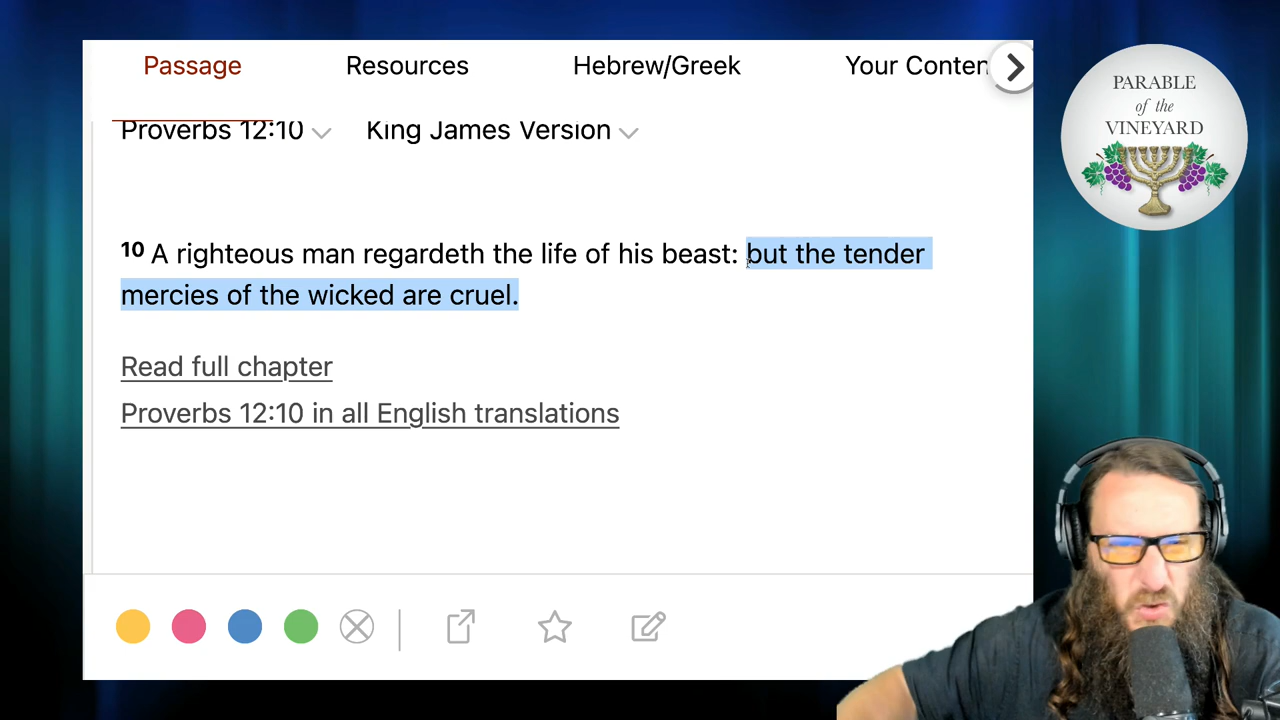 Passage Resources Hebrew/Greek Your Conten
Proverbs 12:10 King James Version
10 A righteous man regardeth the life of his beast: but the tender
mercies of the wicked are cruel.
Read full chapter
Proverbs 12:10 in all English translations
PARABLE
of the
VINEYARD